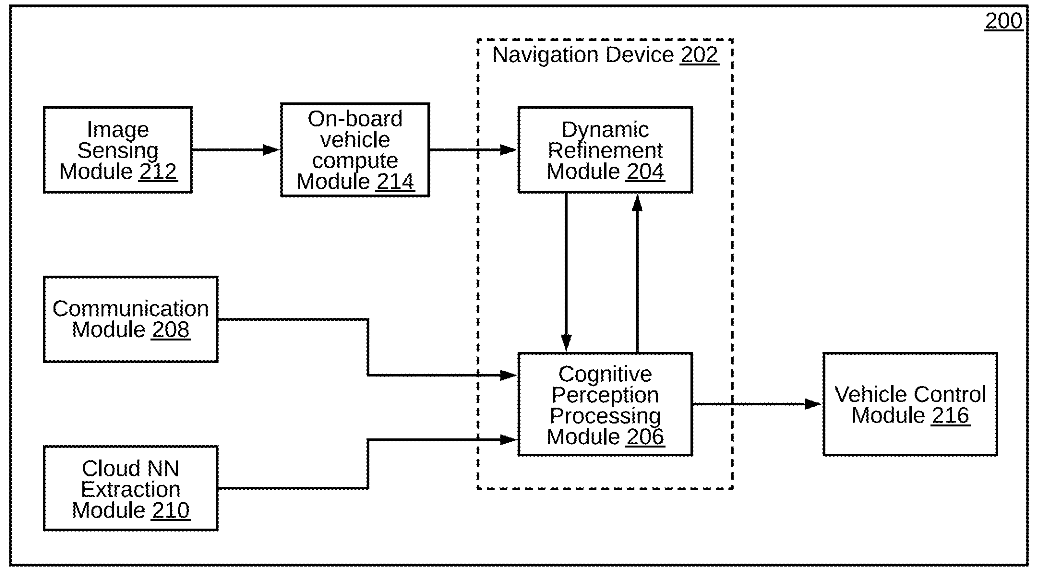 200
Navigation Device 202
Image
Sensing
Module 212
On-board
vehicle
compute
Module 214
Dynamic
Refinement
Module 204
Communication
Module 208
Cognitive
Perception
Processing
Module 206
Vehicle Control
Module 216
Cloud NN
Extraction
Module 210